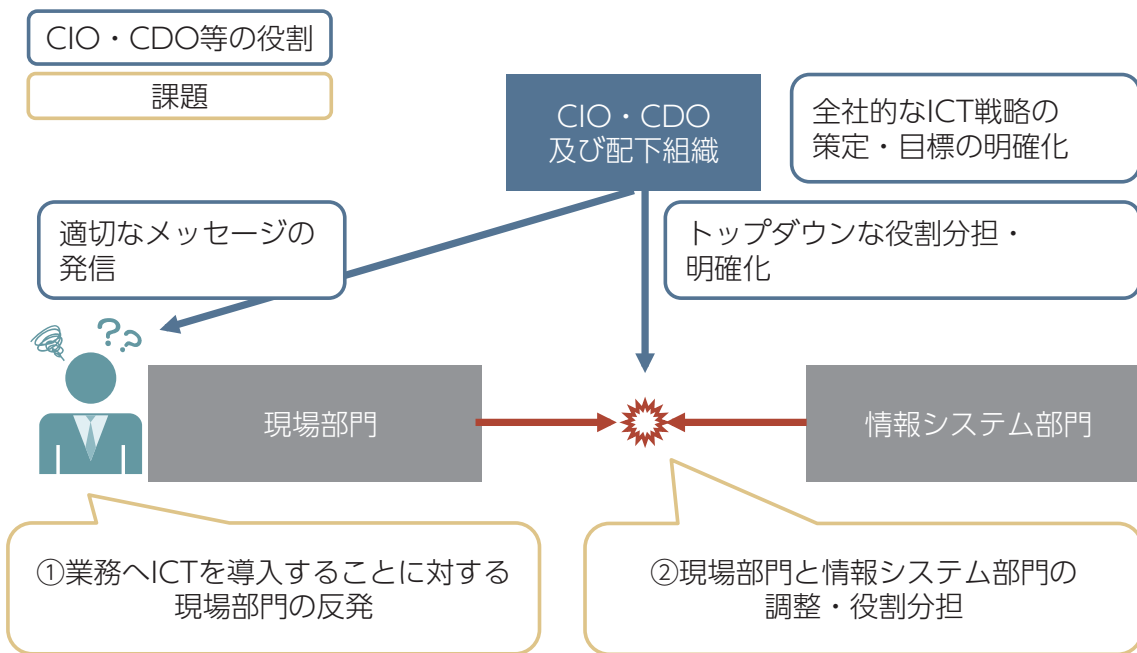 CIO・CDO等の役割
課題
CIO・CDO
及び配下組織
全社的なICT戦略の
策定・目標の明確化
適切なメッセージの
発信
トップダウンな役割分担・
明確化
??
現場部門
情報システム部門
①業務へICTを導入することに対する
現場部門の反発
②現場部門と情報システム部門の
調整・役割分担